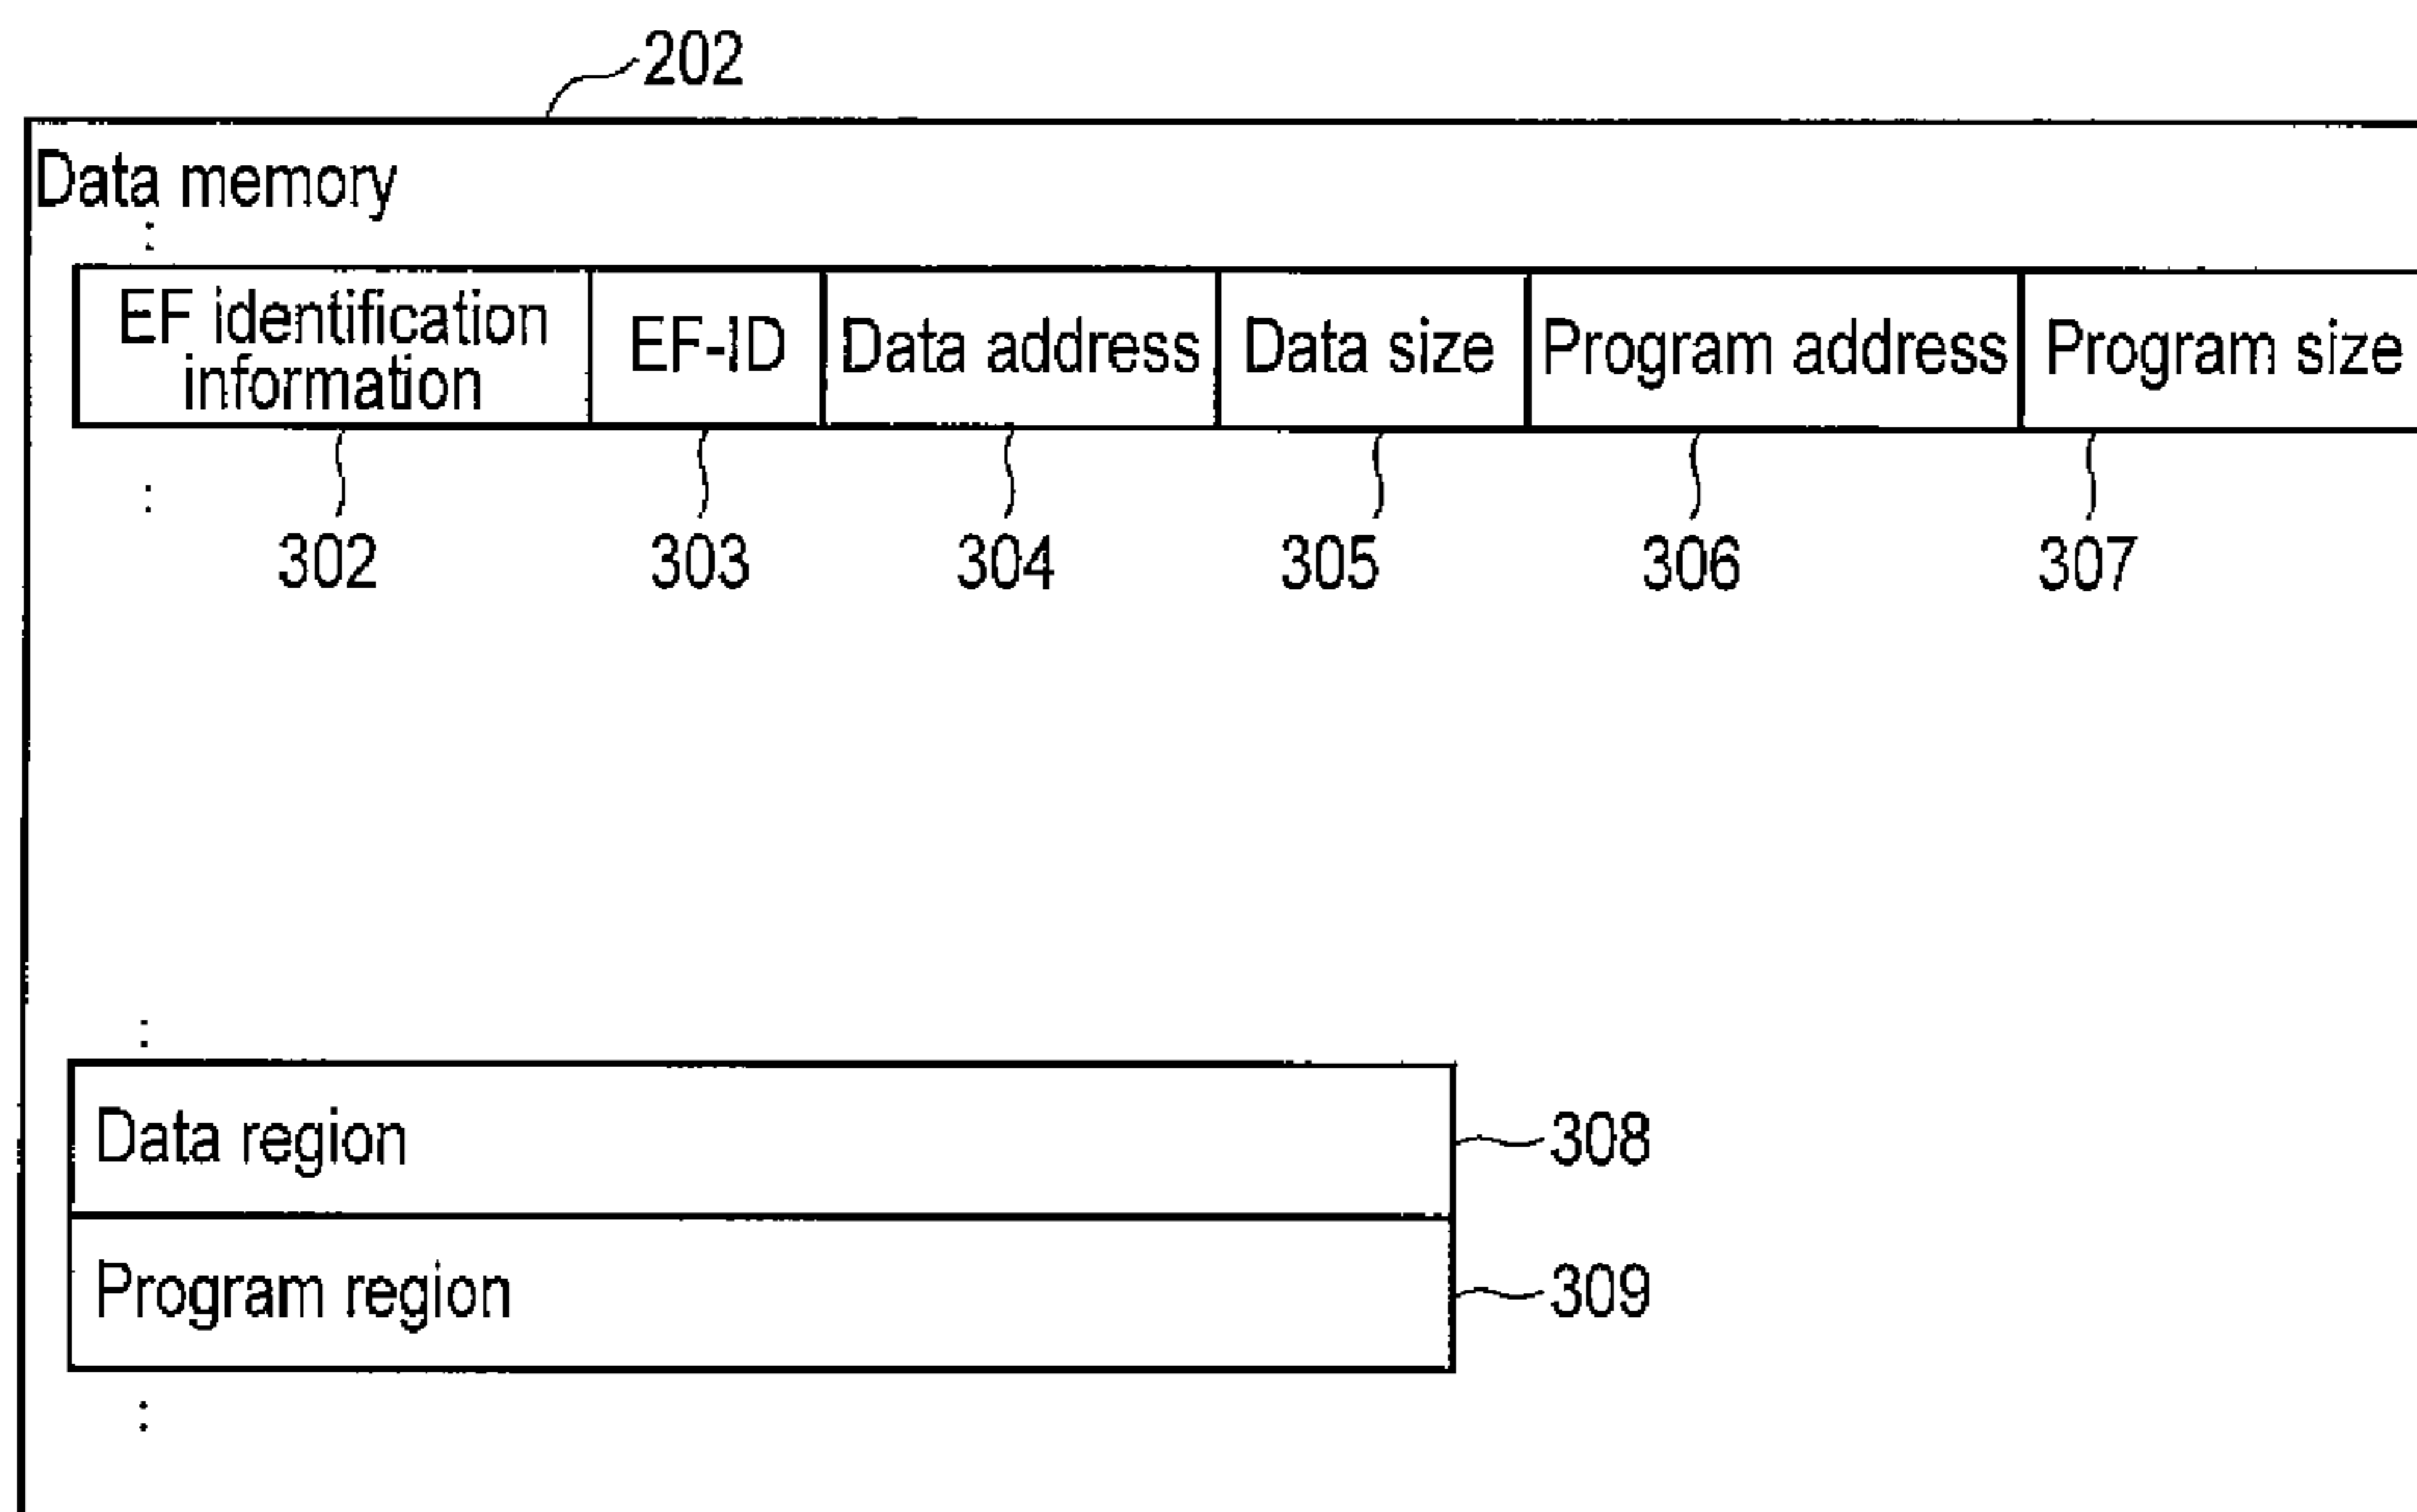 202
Data memory
EF identification
information
EF-ID
Data address
Data size
Program address
Program size
302
303
304
305
306
307
Data region
308
Program region
309